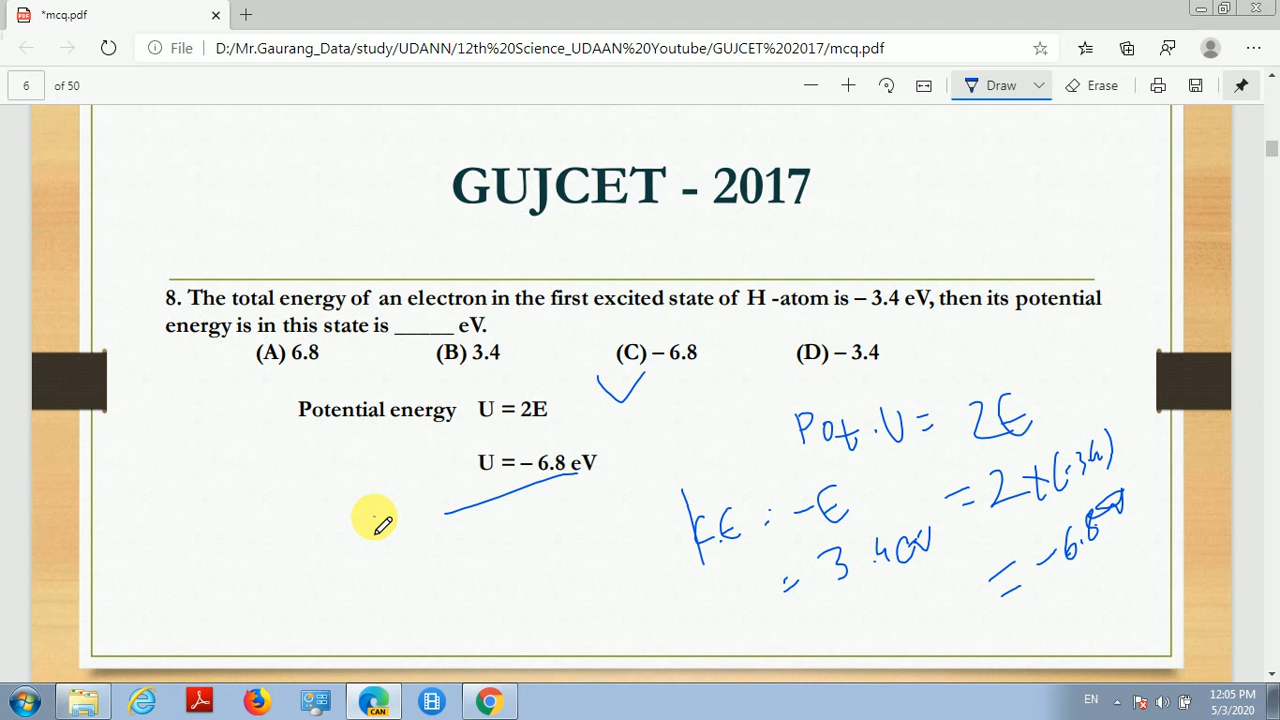 *mcq.pdf
File
D:/Mr.Gaurang_Data/study/UDANN/12th%20Science_UDAAN%20Youtube/GUJCET%202017/mcq.pdf
6 of 50
Draw
Erase
GUJCET - 2017
8. The total energy of an electron in the first excited state of H -atom is – 3.4 eV, then its potential
energy is in this state is _____ eV.
(A) 6.8 (B) 3.4 (C) – 6.8 (D) – 3.4
Potential energy U = 2E
U = – 6.8 eV
Pot. U = 2E
= 2 × (
K.E = -E
= 3.4 eV
= -6.8 eV
CAN
EN
12:05 PM
5/3/2020